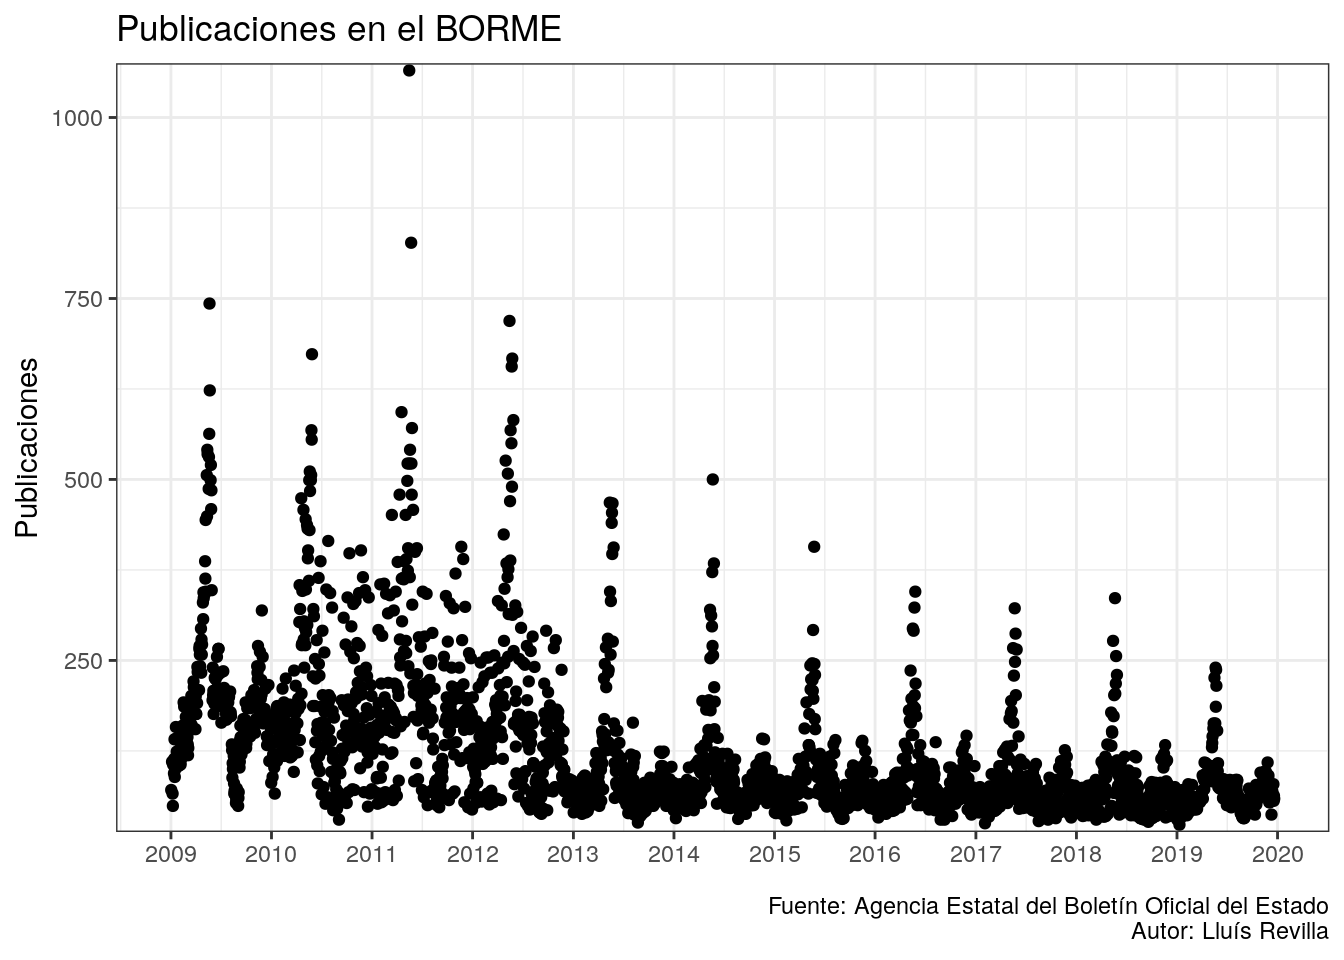 Publicaciones en el BORME
1000
750
500
250
Publicaciones
2009 2010 2011 2012 2013 2014 2015 2016 2017 2018 2019 2020
Fuente: Agencia Estatal del Boletín Oficial del Estado
Autor: Lluís Revilla